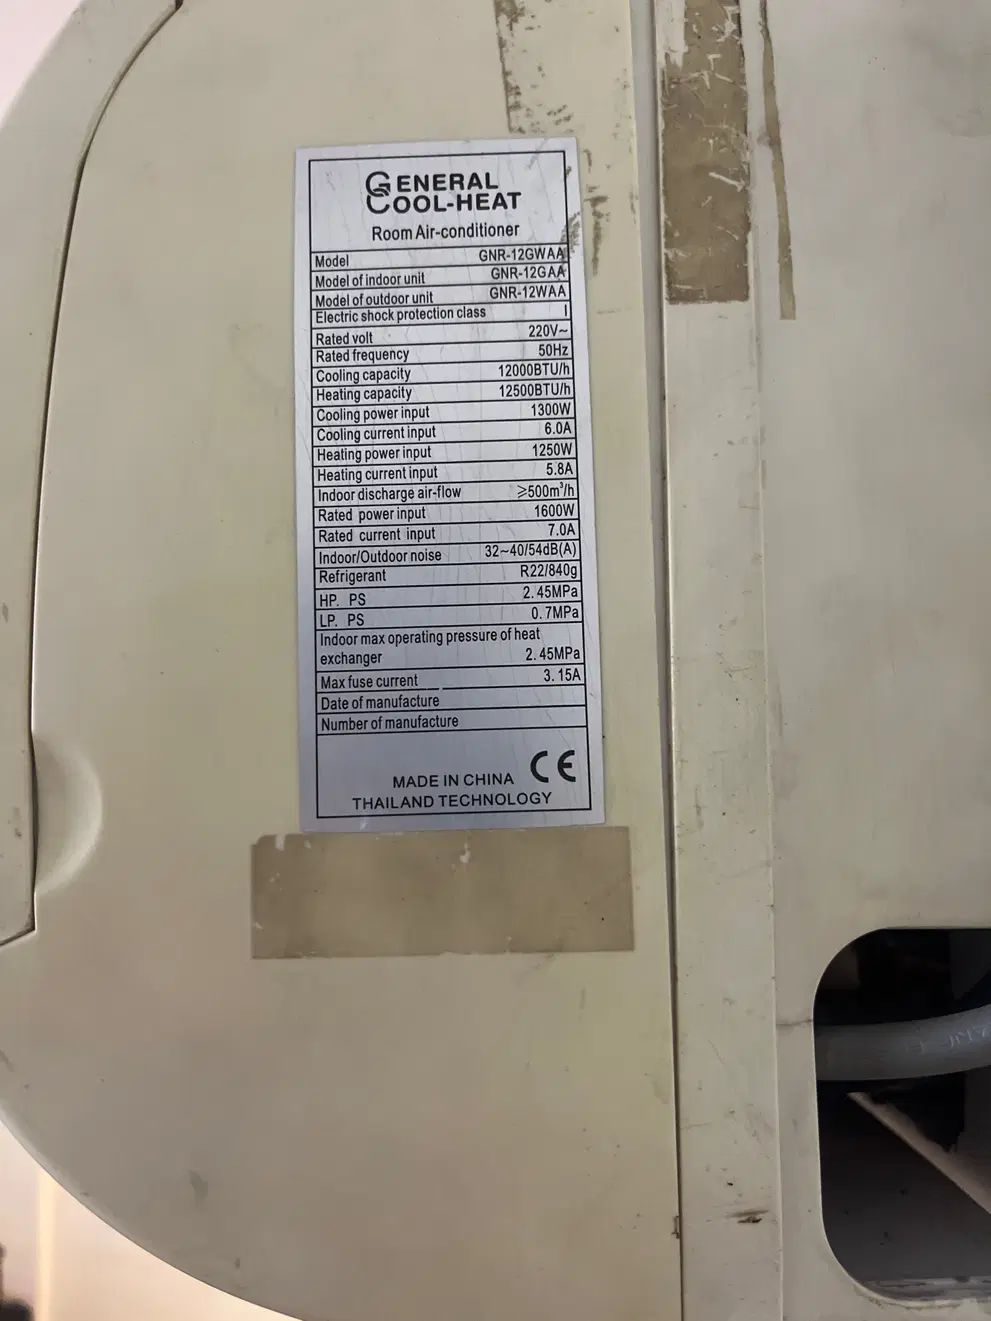 GENERAL
COOL-HEAT
Room Air-conditioner
Model GNR-12GWAA
Model of indoor unit GNR-12GAA
Model of outdoor unit GNR-12WAA
Electric shock protection class I
Rated volt 220V~
Rated frequency 50Hz
Cooling capacity 12000BTU/h
Heating capacity 12500BTU/h
Cooling power input 1300W
Cooling current input 6.0A
Heating power input 1250W
Heating current input 5.8A
Indoor discharge air-flow ≥500m³/h
Rated power input 1600W
Rated current input 7.0A
Indoor/Outdoor noise 32~40/54dB(A)
Refrigerant R22/840g
HP. PS 2.45MPa
LP. PS 0.7MPa
Indoor max operating pressure of heat
exchanger 2.45MPa
Max fuse current 3.15A
Date of manufacture
Number of manufacture
CE
MADE IN CHINA
THAILAND TECHNOLOGY